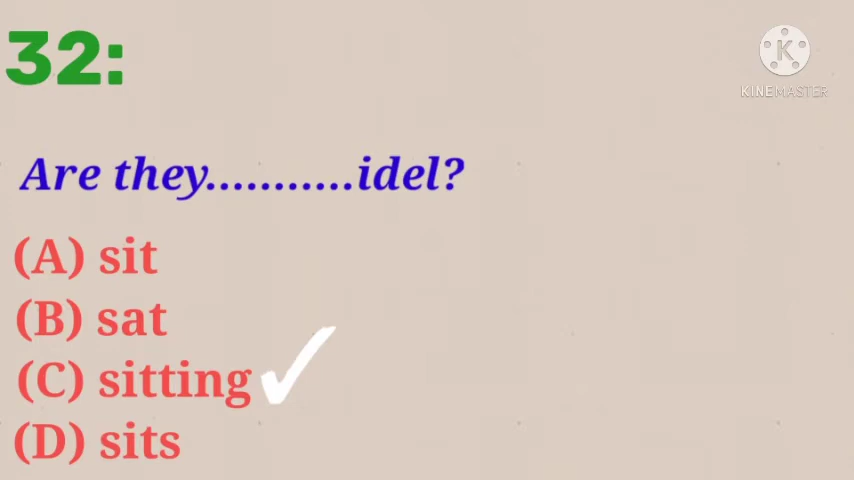 32:
KINEMASTER
Are they...........idel?
(A) sit
(B) sat
(C) sitting
(D) sits